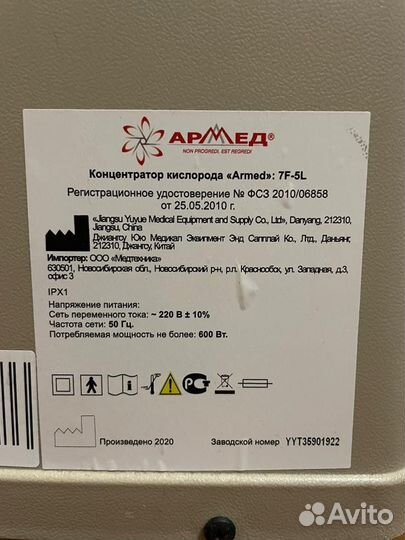 АРМЕД®
NON PROGREDI, EST REGREDI
Концентратор кислорода «Armed»: 7F-5L
Регистрационное удостоверение № ФСЗ 2010/06858
от 25.05.2010 г.
«Jiangsu Yuyue Medical Equipment and Supply Co., Ltd», Danyang, 212310,
Jiangsu, China
Джиангсу Юю Медикал Эквипмент Энд Сапплай Ко., Лтд., Даньянг,
212310, Джангсу, Китай
Импортер: ООО «Медтехника»
630501, Новосибирская обл., Новосибирский р-н, р.п. Краснообск, ул. Западная, д.3,
офис 3
IPX1
Напряжение питания:
Сеть переменного тока: ~ 220 В ± 10%
Частота сети: 50 Гц.
Потребляемая мощность не более: 600 Вт.
Произведено 2020
Заводской номер YYT35901922
Avito